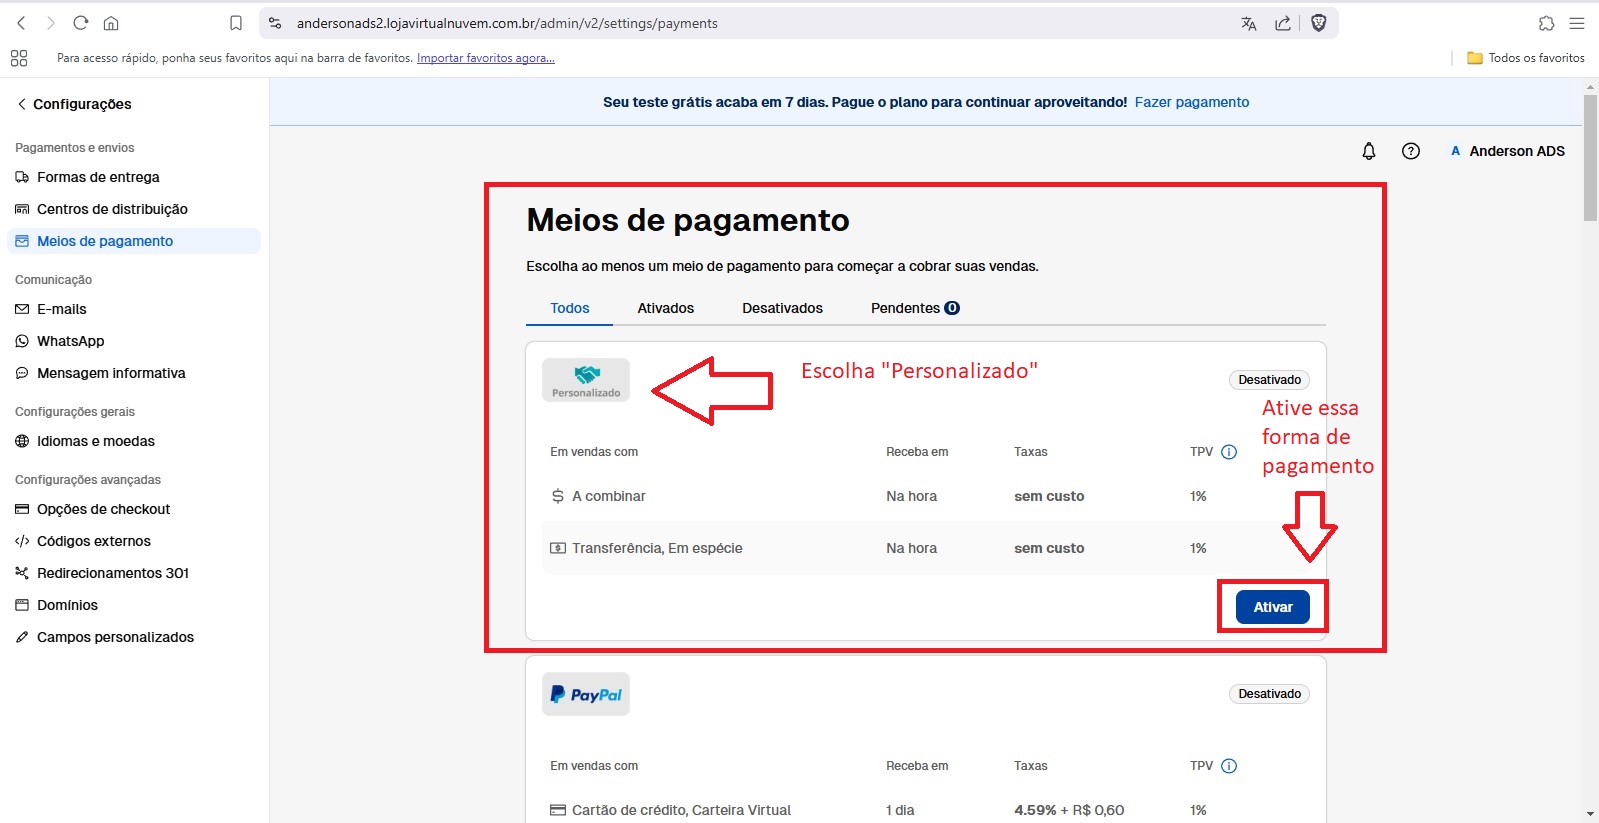 andersonads2.lojavirtualnuvem.com.br/admin/v2/settings/payments
Para acesso rápido, ponha seus favoritos aqui na barra de favoritos. Importar favoritos agora...
Todos os favoritos
Configurações
Seu teste grátis acaba em 7 dias. Pague o plano para continuar aproveitando! Fazer pagamento
A Anderson ADS
Pagamentos e envios
Formas de entrega
Centros de distribuição
Meios de pagamento
Comunicação
E-mails
WhatsApp
Mensagem informativa
Configurações gerais
Idiomas e moedas
Configurações avançadas
Opções de checkout
Códigos externos
Redirecionamentos 301
Domínios
Campos personalizados
Meios de pagamento
Escolha ao menos um meio de pagamento para começar a cobrar suas vendas.
Todos Ativados Desativados Pendentes 0
Personalizado
Escolha "Personalizado"
Desativado
Ative essa
forma de
pagamento
Em vendas com Receba em Taxas TPV
A combinar Na hora sem custo 1%
Transferência, Em espécie Na hora sem custo 1%
Ativar
PayPal
Desativado
Em vendas com Receba em Taxas TPV
Cartão de crédito, Carteira Virtual 1 dia 4.59% + R$ 0,60 1%